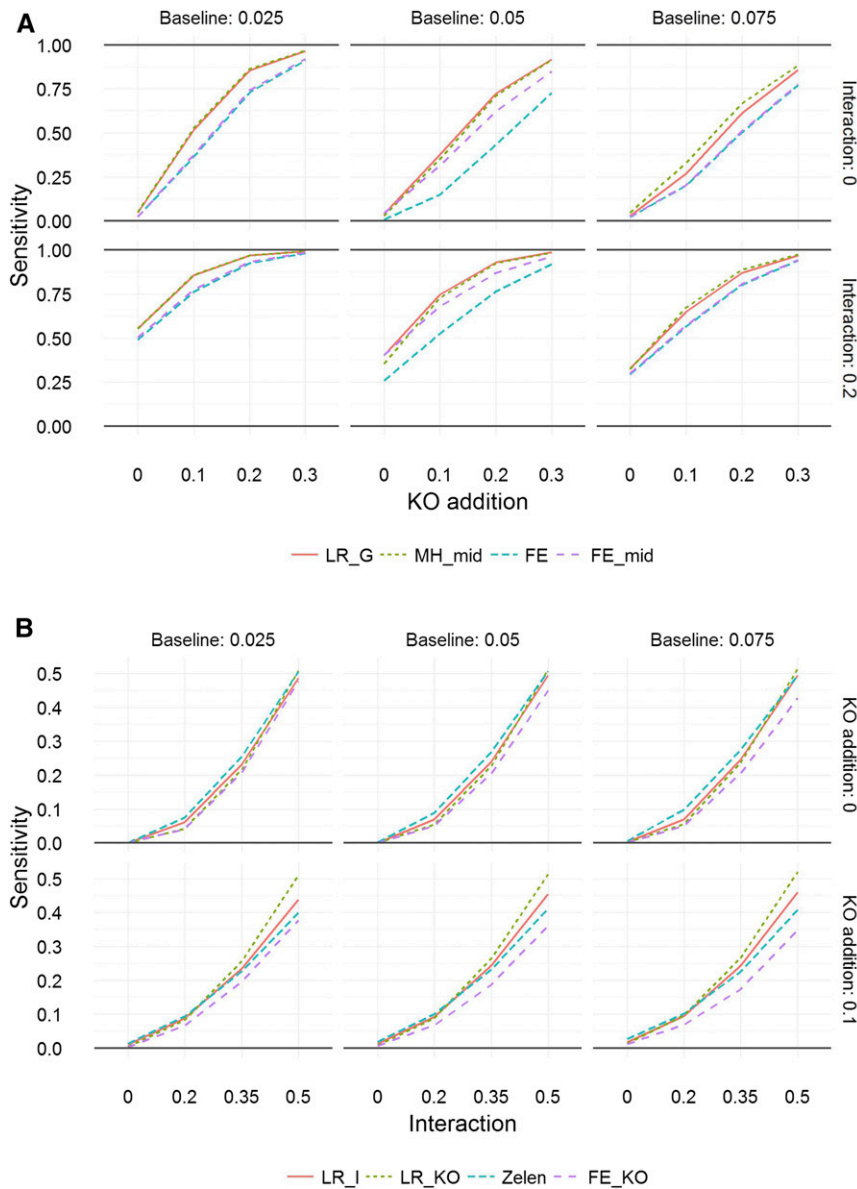 A
Baseline: 0.025 Baseline: 0.05 Baseline: 0.075
1.00
0.75
0.50
0.25
0.00
Interaction: 0
Sensitivity
1.00
0.75
0.50
0.25
0.00
Interaction: 0.2
0 0.1 0.2 0.3 0 0.1 0.2 0.3 0 0.1 0.2 0.3
KO addition
LR_G MH_mid FE FE_mid
B
Baseline: 0.025 Baseline: 0.05 Baseline: 0.075
0.5
0.4
0.3
0.2
0.1
0.0
KO addition: 0
Sensitivity
0.5
0.4
0.3
0.2
0.1
0.0
KO addition: 0.1
0 0.2 0.35 0.5 0 0.2 0.35 0.5 0 0.2 0.35 0.5
Interaction
LR_I LR_KO Zelen FE_KO